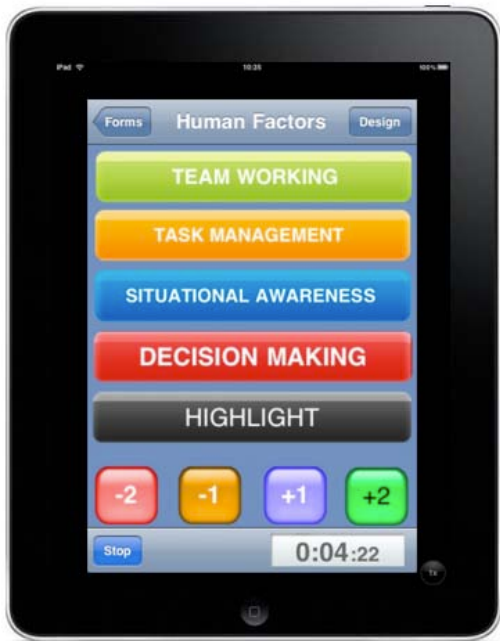 iPad
10:35
100%
Forms
Human Factors
Design
TEAM WORKING
TASK MANAGEMENT
SITUATIONAL AWARENESS
DECISION MAKING
HIGHLIGHT
-2
-1
+1
+2
Stop
0:04:22
1x